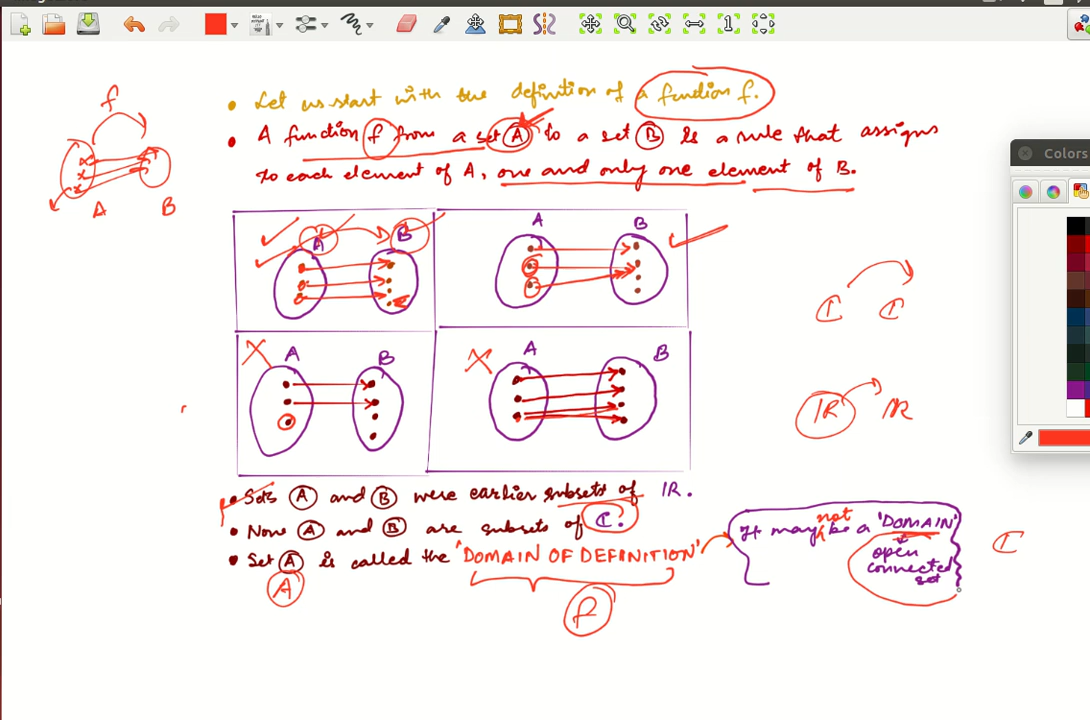 Colors
Let us start with the definition of a function f.
f
A function f from a set A to a set B is a rule that assigns
to each element of A, one and only one element of B.
A B
A B
A B
ℂ ℂ
A B
A B
ℝ ℝ
Sets A and B were earlier subsets of ℝ.
Now A and B are subsets of ℂ.
Set A is called the 'DOMAIN OF DEFINITION'
It may not be a 'DOMAIN'
open
connected
set
ℂ
A